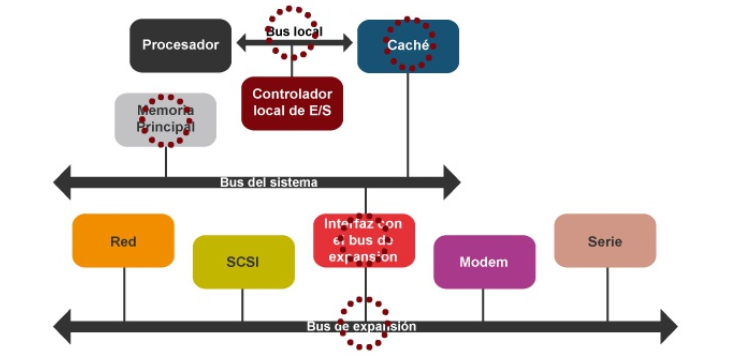 Bus local
Procesador
Caché
Controlador
local de E/S
Memoria
Principal
Bus del sistema
Red
SCSI
Interfaz con
el bus de
expansión
Modem
Serie
Bus de expansión